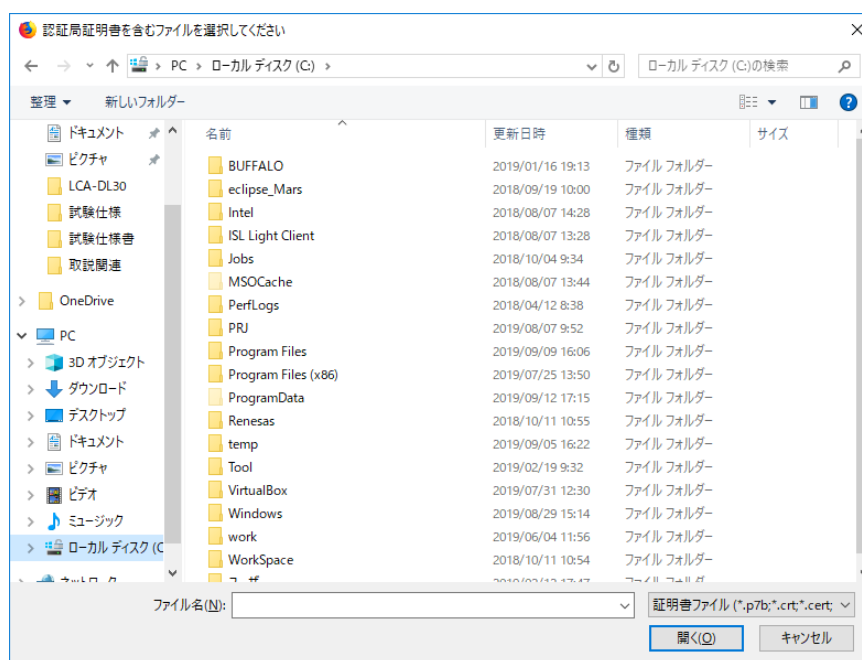 認証局証明書を含むファイルを選択してください
PC › ローカル ディスク (C:) ›
ローカル ディスク (C:)の検索
整理 ▼ 新しいフォルダー
ドキュメント
ピクチャ
LCA-DL30
試験仕様
試験仕様書
取説関連
OneDrive
PC
3D オブジェクト
ダウンロード
デスクトップ
ドキュメント
ピクチャ
ビデオ
ミュージック
ローカル ディスク (C
名前 更新日時 種類 サイズ
BUFFALO 2019/01/16 19:13 ファイル フォルダー
eclipse_Mars 2018/09/19 10:00 ファイル フォルダー
Intel 2018/08/07 14:28 ファイル フォルダー
ISL Light Client 2018/08/07 13:28 ファイル フォルダー
Jobs 2018/10/04 9:34 ファイル フォルダー
MSOCache 2018/08/07 13:44 ファイル フォルダー
PerfLogs 2018/04/12 8:38 ファイル フォルダー
PRJ 2019/08/07 9:52 ファイル フォルダー
Program Files 2019/09/09 16:06 ファイル フォルダー
Program Files (x86) 2019/07/25 13:50 ファイル フォルダー
ProgramData 2019/09/12 17:15 ファイル フォルダー
Renesas 2018/10/11 10:55 ファイル フォルダー
temp 2019/09/05 16:22 ファイル フォルダー
Tool 2019/02/19 9:32 ファイル フォルダー
VirtualBox 2019/07/31 12:30 ファイル フォルダー
Windows 2019/08/29 15:14 ファイル フォルダー
work 2019/06/04 11:56 ファイル フォルダー
WorkSpace 2018/10/11 10:54 ファイル フォルダー
ファイル名(N):
証明書ファイル (*.p7b;*.crt;*.cert;
開く(O) キャンセル